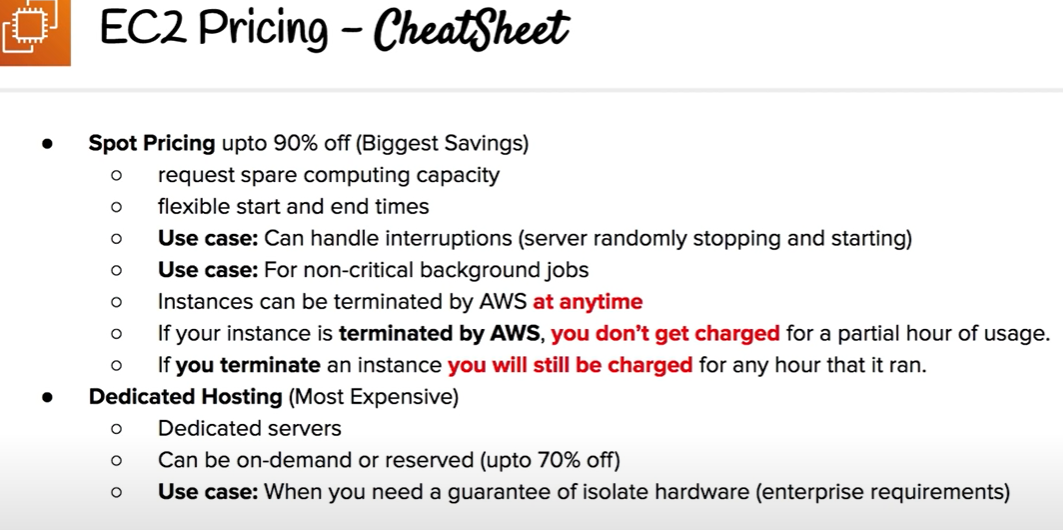 EC2 Pricing – CheatSheet
● Spot Pricing upto 90% off (Biggest Savings)
○ request spare computing capacity
○ flexible start and end times
○ Use case: Can handle interruptions (server randomly stopping and starting)
○ Use case: For non-critical background jobs
○ Instances can be terminated by AWS at anytime
○ If your instance is terminated by AWS, you don’t get charged for a partial hour of usage.
○ If you terminate an instance you will still be charged for any hour that it ran.
● Dedicated Hosting (Most Expensive)
○ Dedicated servers
○ Can be on-demand or reserved (upto 70% off)
○ Use case: When you need a guarantee of isolate hardware (enterprise requirements)